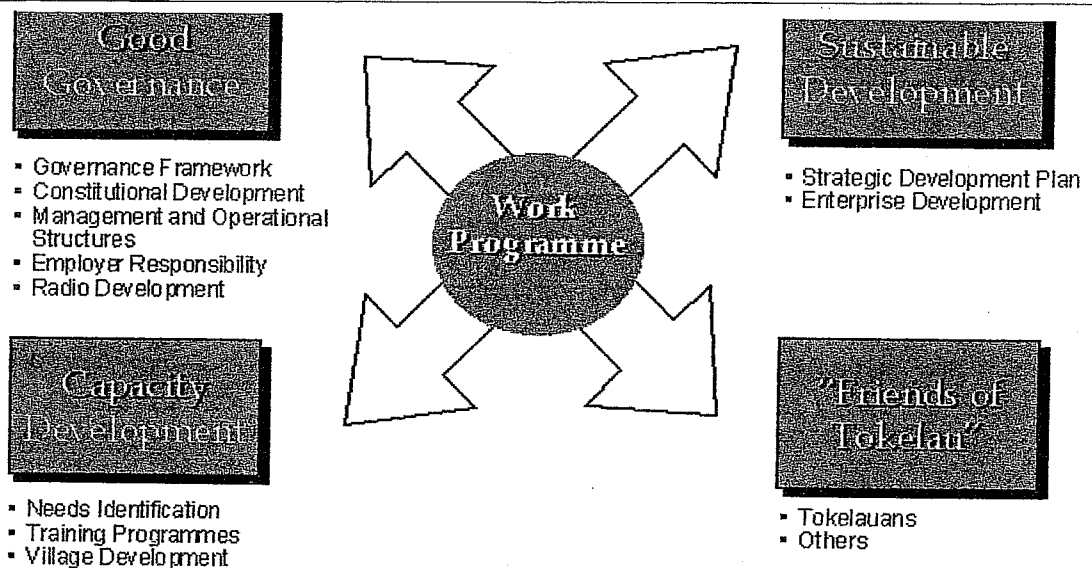 Good
Governance
▪ Governance Framework
▪ Constitutional Development
▪ Management and Operational
Structures
▪ Employer Responsibility
▪ Radio Development
Sustainable
Development
▪ Strategic Development Plan
▪ Enterprise Development
Work
Programme
Capacity
Development
▪ Needs Identification
▪ Training Programmes
▪ Village Development
"Friends of
Tokelau"
▪ Tokelauans
▪ Others